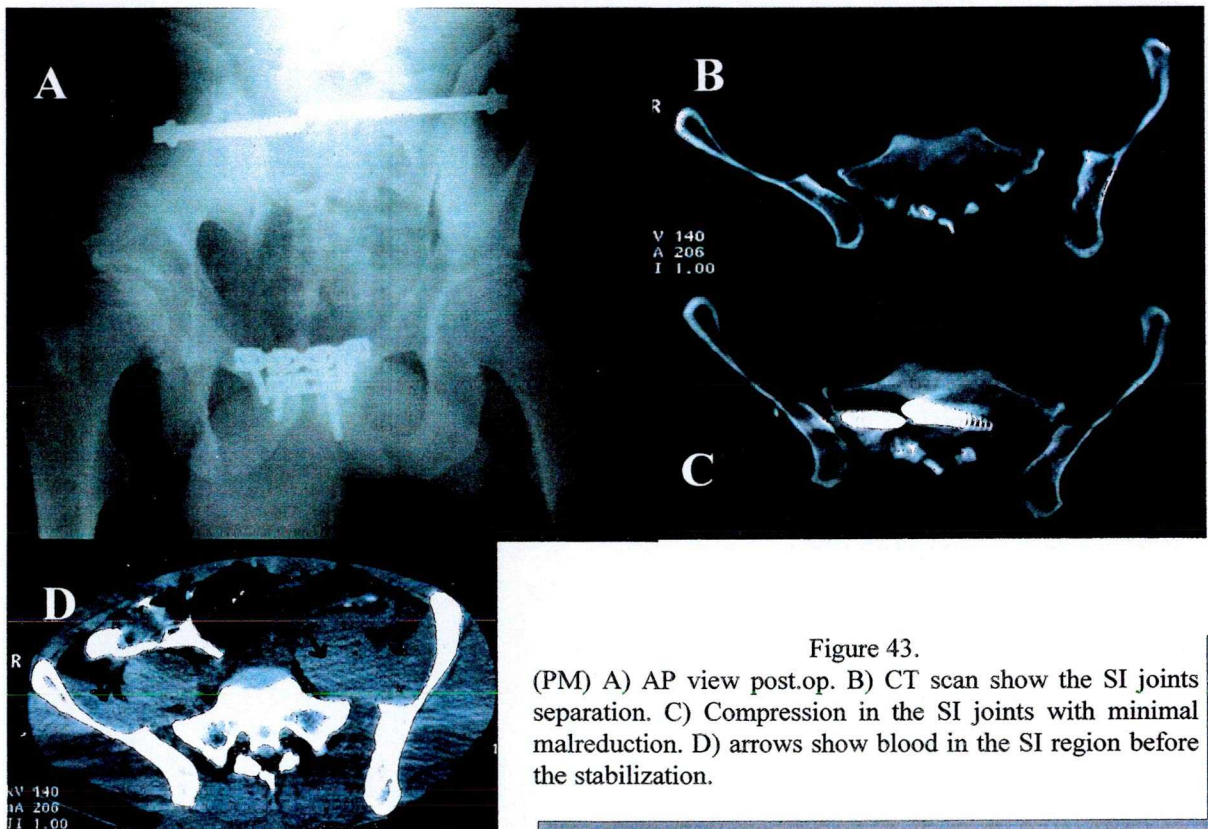 A
B
R
V 140
A 206
I 1.00
C
D
R
kV 140
mA 206
I 1.00
Figure 43.
(PM) A) AP view post.op. B) CT scan show the SI joints
separation. C) Compression in the SI joints with minimal
malreduction. D) arrows show blood in the SI region before
the stabilization.